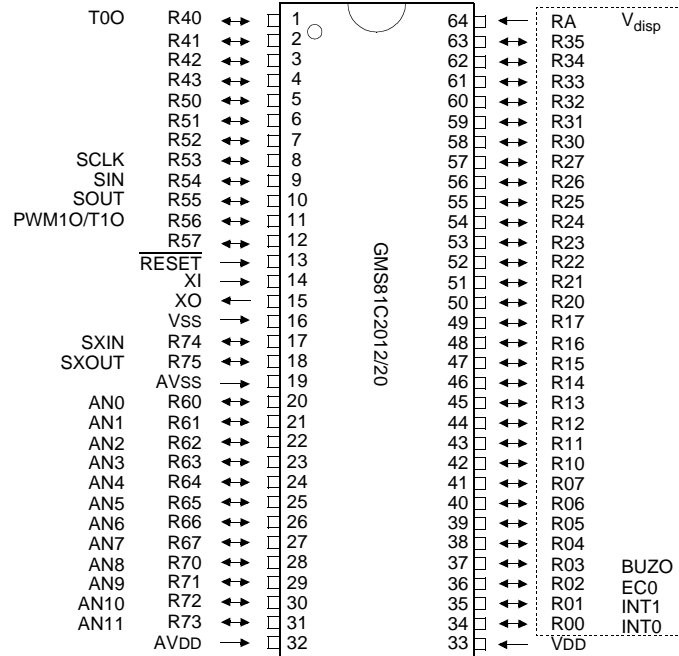 T0O R40 1 64 RA Vdisp
R41 2 63 R35
R42 3 62 R34
R43 4 61 R33
R50 5 60 R32
R51 6 59 R31
R52 7 58 R30
SCLK R53 8 57 R27
SIN R54 9 56 R26
SOUT R55 10 55 R25
PWM1O/T1O R56 11 54 R24
R57 12 53 R23
RESET 13 52 R22
XI 14 51 R21
XO 15 50 R20
VSS 16 49 R17
SXIN R74 17 48 R16
SXOUT R75 18 47 R15
AVSS 19 46 R14
AN0 R60 20 45 R13
AN1 R61 21 44 R12
AN2 R62 22 43 R11
AN3 R63 23 42 R10
AN4 R64 24 41 R07
AN5 R65 25 40 R06
AN6 R66 26 39 R05
AN7 R67 27 38 R04
AN8 R70 28 37 R03 BUZO
AN9 R71 29 36 R02 EC0
AN10 R72 30 35 R01 INT1
AN11 R73 31 34 R00 INT0
AVDD 32 33 VDD
GMS81C2012/20